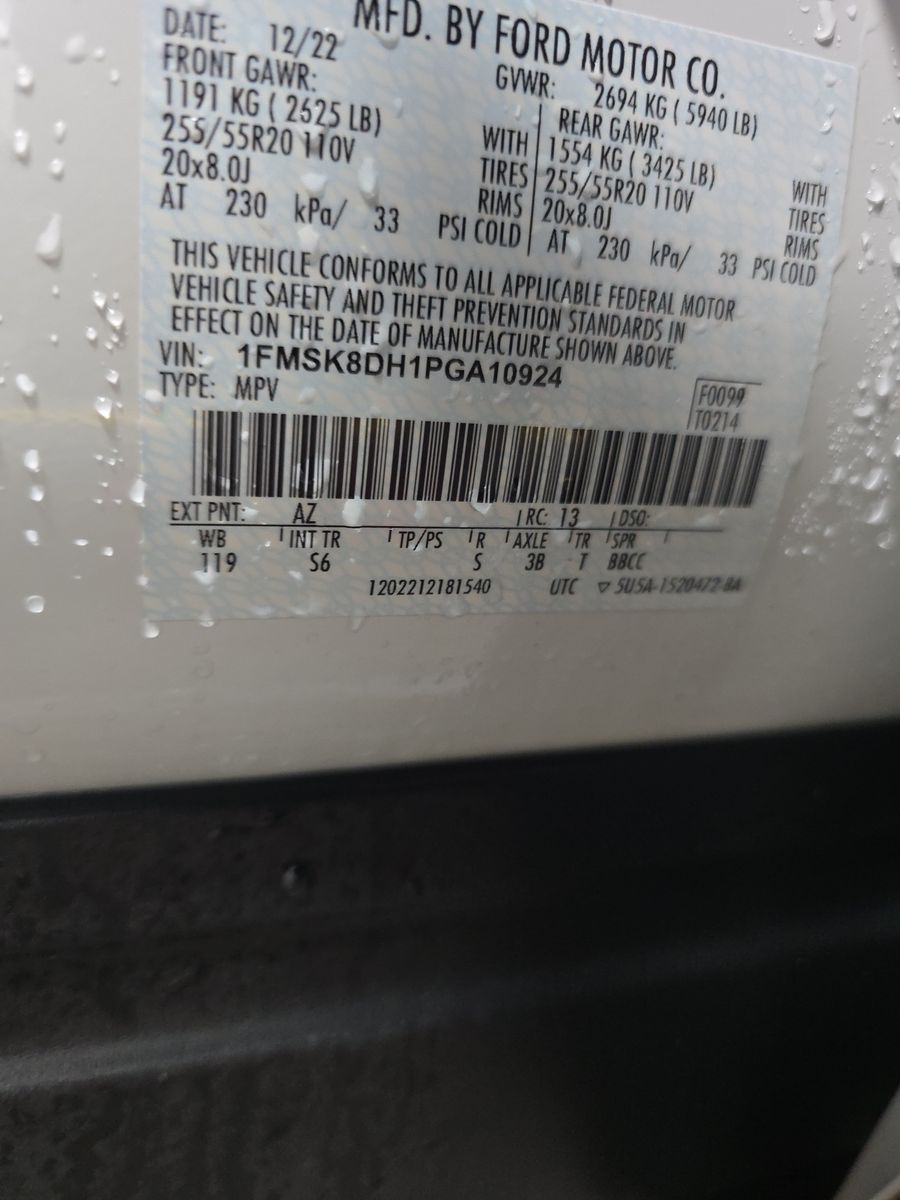 MFD. BY FORD MOTOR CO.
DATE: 12/22
GVWR: 2694 KG ( 5940 LB)
FRONT GAWR:
1191 KG ( 2625 LB)
255/55R20 110V WITH TIRES
20x8.0J RIMS
AT 230 kPa/ 33 PSI COLD
REAR GAWR:
1554 KG ( 3425 LB)
255/55R20 110V WITH TIRES
20x8.0J RIMS
AT 230 kPa/ 33 PSI COLD
THIS VEHICLE CONFORMS TO ALL APPLICABLE FEDERAL MOTOR
VEHICLE SAFETY AND THEFT PREVENTION STANDARDS IN
EFFECT ON THE DATE OF MANUFACTURE SHOWN ABOVE.
VIN: 1FMSK8DH1PGA10924
TYPE: MPV
F0099
T0214
EXT PNT: AZ RC: 13 DSO:
WB INT TR TP/PS R AXLE TR SPR
119 S6 S 3B T BBCC
1202212181540 UTC ▽ 5U5A-1520472-BA